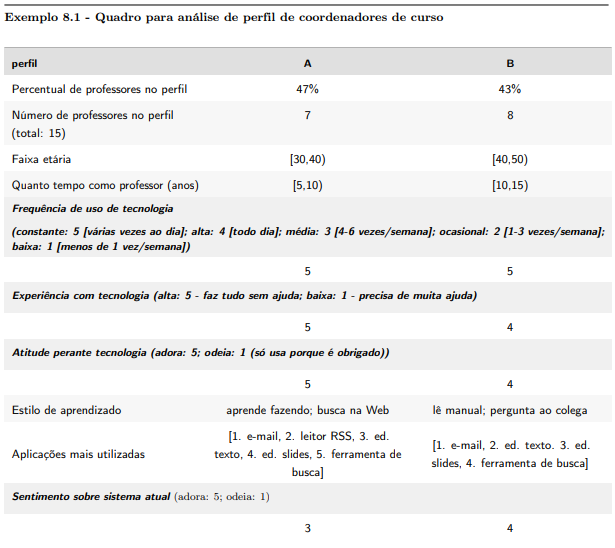 Exemplo 8.1 - Quadro para análise de perfil de coordenadores de curso
perfil A B
Percentual de professores no perfil 47% 43%
Número de professores no perfil 7 8
(total: 15)
Faixa etária [30,40) [40,50)
Quanto tempo como professor (anos) [5,10) [10,15)
Frequência de uso de tecnologia
(constante: 5 [várias vezes ao dia]; alta: 4 [todo dia]; média: 3 [4-6 vezes/semana]; ocasional: 2 [1-3 vezes/semana];
baixa: 1 [menos de 1 vez/semana])
5 5
Experiência com tecnologia (alta: 5 - faz tudo sem ajuda; baixa: 1 - precisa de muita ajuda)
5 4
Atitude perante tecnologia (adora: 5; odeia: 1 (só usa porque é obrigado))
5 4
Estilo de aprendizado aprende fazendo; busca na Web lê manual; pergunta ao colega
Aplicações mais utilizadas [1. e-mail, 2. leitor RSS, 3. ed. texto, 4. ed. slides, 5. ferramenta de busca] [1. e-mail, 2. ed. texto. 3. ed. slides, 4. ferramenta de busca]
Sentimento sobre sistema atual (adora: 5; odeia: 1)
3 4